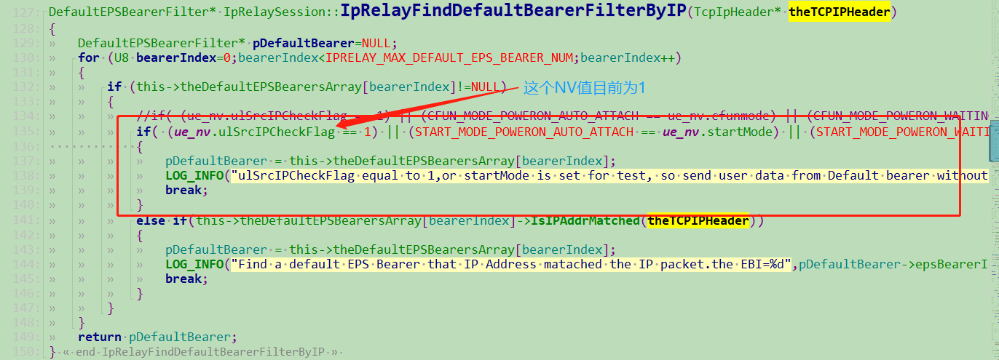 127: DefaultEPSBearerFilter* IpRelaySession::IpRelayFindDefaultBearerFilterByIP(TcpIpHeader* theTCPIPHeader)
128: {
129: » DefaultEPSBearerFilter* pDefaultBearer=NULL;
130: » for (U8 bearerIndex=0;bearerIndex<IPRELAY_MAX_DEFAULT_EPS_BEARER_NUM;bearerIndex++)
131: » {
132: » » if (this->theDefaultEPSBearersArray[bearerIndex]!=NULL) 这个NV值目前为1
133: » » {
134: » » » //if( (ue_nv.ulSrcIPCheckFlag == 1) || (CFUN_MODE_POWERON_AUTO_ATTACH == ue_nv.cfunmode) || (CFUN_MODE_POWERON_WAITIN
135: » » » if( (ue_nv.ulSrcIPCheckFlag == 1) || (START_MODE_POWERON_AUTO_ATTACH == ue_nv.startMode) || (START_MODE_POWERON_WAITI
136: {
137: » » » » pDefaultBearer = this->theDefaultEPSBearersArray[bearerIndex];
138: » » » » LOG_INFO("ulSrcIPCheckFlag equal to 1,or startMode is set for test, so send user data from Default bearer without
139: » » » » break;
140: » » » }
141: » » » else if(this->theDefaultEPSBearersArray[bearerIndex]->IsIPAddrMatched(theTCPIPHeader))
142: » » » {
143: » » » » pDefaultBearer = this->theDefaultEPSBearersArray[bearerIndex];
144: » » » » LOG_INFO("Find a default EPS Bearer that IP Address matached the IP packet.the EBI=%d",pDefaultBearer->epsBearerI
145: » » » » break;
146: » » » }
147: » » }
148: » }
149: » return pDefaultBearer;
150: } « end IpRelayFindDefaultBearerFilterByIP »